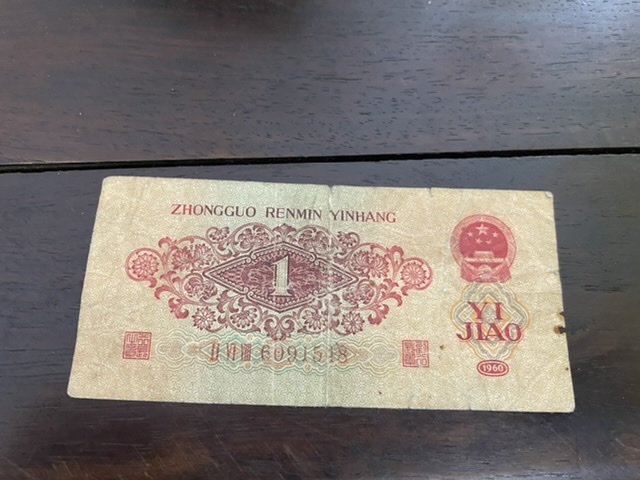 ZHONGGUO RENMIN YINHANG
1
YI
JIAO
6091518
1960